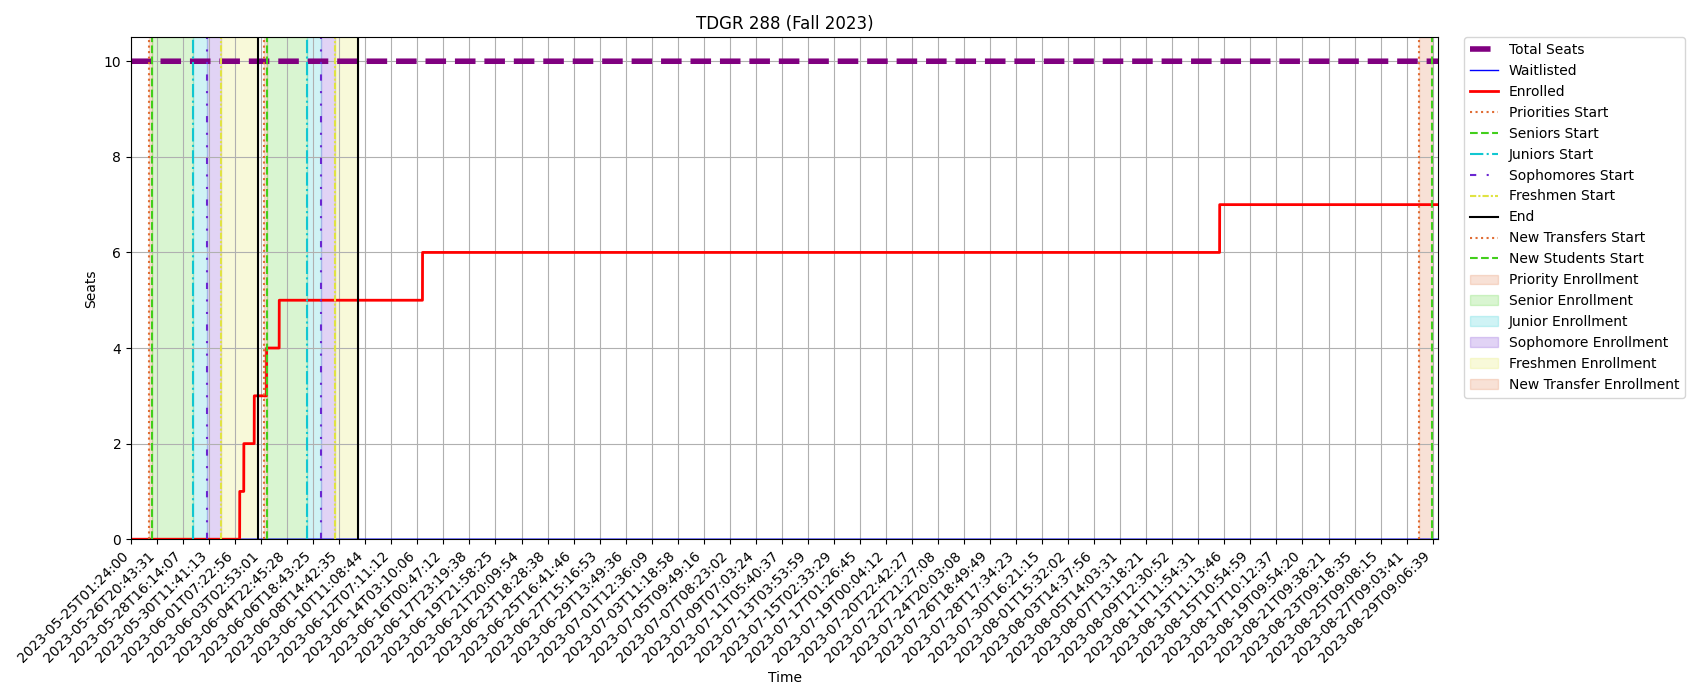 TDGR 288 (Fall 2023)
10
8
6
4
2
0
Seats
2023-05-25T01:24:00
2023-05-26T20:43:31
2023-05-28T16:14:07
2023-05-30T11:41:13
2023-06-01T07:22:56
2023-06-03T02:53:01
2023-06-04T22:45:28
2023-06-06T18:43:25
2023-06-08T14:42:35
2023-06-10T11:08:44
2023-06-12T07:11:12
2023-06-14T03:10:06
2023-06-16T00:47:12
2023-06-17T23:19:38
2023-06-19T21:58:25
2023-06-21T20:09:54
2023-06-23T18:28:38
2023-06-25T16:41:46
2023-06-27T15:16:53
2023-06-29T13:49:36
2023-07-01T12:36:09
2023-07-03T11:18:58
2023-07-05T09:49:16
2023-07-07T08:23:02
2023-07-09T07:03:24
2023-07-11T05:40:37
2023-07-13T03:53:59
2023-07-15T02:33:29
2023-07-17T01:26:45
2023-07-19T00:04:12
2023-07-20T22:42:27
2023-07-22T21:27:08
2023-07-24T20:03:08
2023-07-26T18:49:49
2023-07-28T17:34:23
2023-07-30T16:21:15
2023-08-01T15:32:02
2023-08-03T14:37:56
2023-08-05T14:03:31
2023-08-07T13:18:21
2023-08-09T12:30:52
2023-08-11T11:54:31
2023-08-13T11:13:46
2023-08-15T10:54:59
2023-08-17T10:12:37
2023-08-19T09:54:20
2023-08-21T09:38:21
2023-08-23T09:18:35
2023-08-25T09:08:15
2023-08-27T09:03:41
2023-08-29T09:06:39
Time
Total Seats
Waitlisted
Enrolled
Priorities Start
Seniors Start
Juniors Start
Sophomores Start
Freshmen Start
End
New Transfers Start
New Students Start
Priority Enrollment
Senior Enrollment
Junior Enrollment
Sophomore Enrollment
Freshmen Enrollment
New Transfer Enrollment